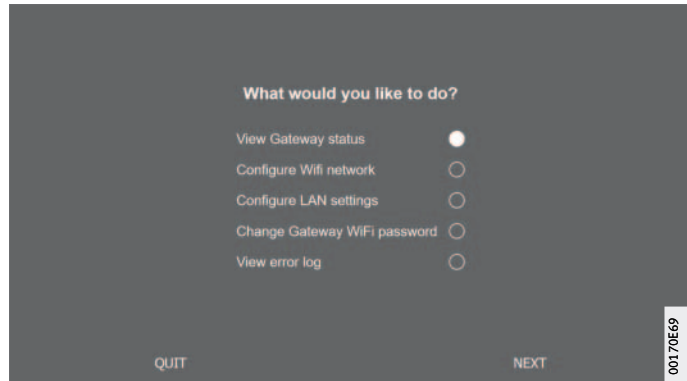 What would you like to do?
View Gateway status
Configure Wifi network
Configure LAN settings
Change Gateway WiFi password
View error log
QUIT
NEXT
00170E69